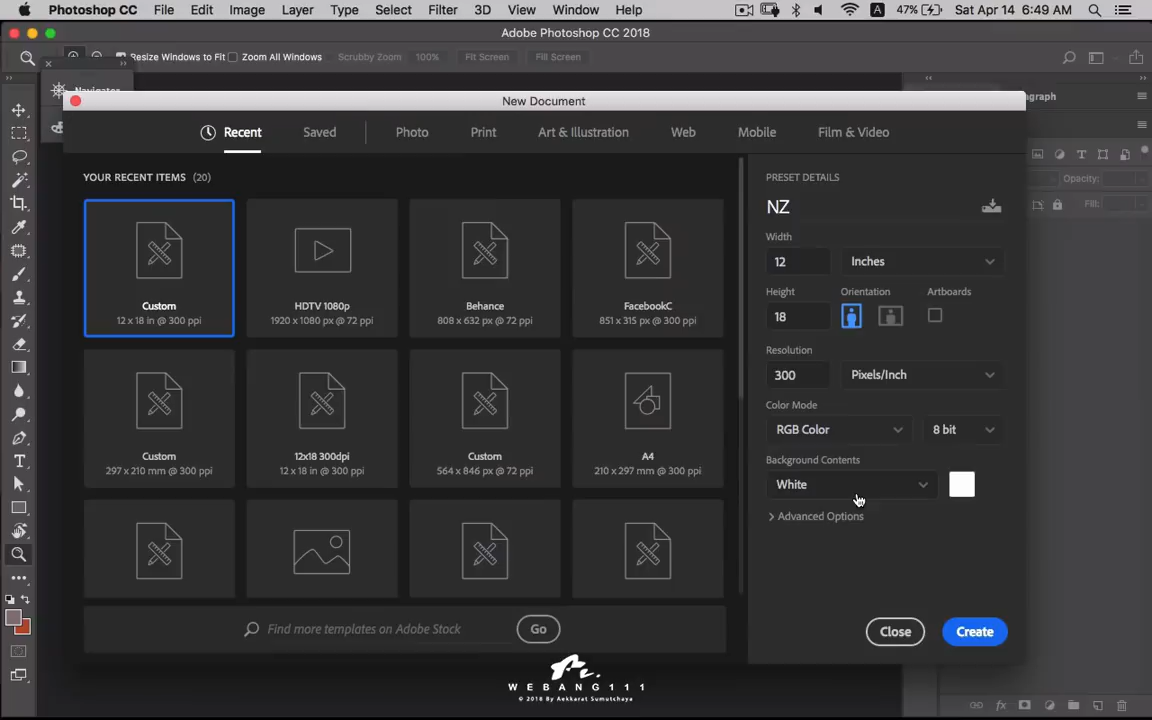 Photoshop CC File Edit Image Layer Type Select Filter 3D View Window Help A 47% Sat Apr 14 6:49 AM
Adobe Photoshop CC 2018
Resize Windows to Fit Zoom All Windows Scrubby Zoom 100% Fit Screen Fill Screen
New Document
Recent Saved Photo Print Art & Illustration Web Mobile Film & Video
YOUR RECENT ITEMS (20)
Custom
12 x 18 in @ 300 ppi
HDTV 1080p
1920 x 1080 px @ 72 ppi
Behance
808 x 632 px @ 72 ppi
FacebookC
851 x 315 px @ 300 ppi
Custom
297 x 210 mm @ 300 ppi
12x18 300dpi
12 x 18 in @ 300 ppi
Custom
564 x 846 px @ 72 ppi
A4
210 x 297 mm @ 300 ppi
Find more templates on Adobe Stock
Go
PRESET DETAILS
NZ
Width
12 Inches
Height Orientation Artboards
18
Resolution
300 Pixels/Inch
Color Mode
RGB Color 8 bit
Background Contents
White
Advanced Options
Close Create
Opacity:
Fill:
WEBANG111
© 2018 By Aekkarat Sumutchaya